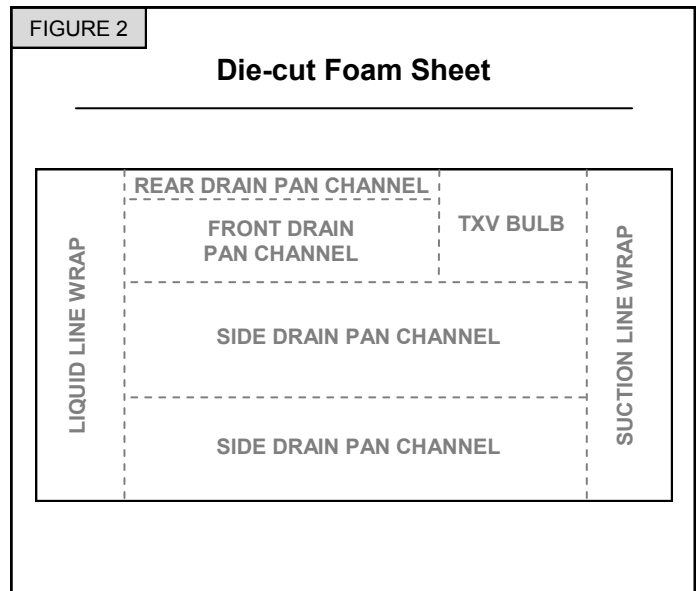 FIGURE 2
Die-cut Foam Sheet
LIQUID LINE WRAP
REAR DRAIN PAN CHANNEL
FRONT DRAIN
PAN CHANNEL
TXV BULB
SUCTION LINE WRAP
SIDE DRAIN PAN CHANNEL
SIDE DRAIN PAN CHANNEL